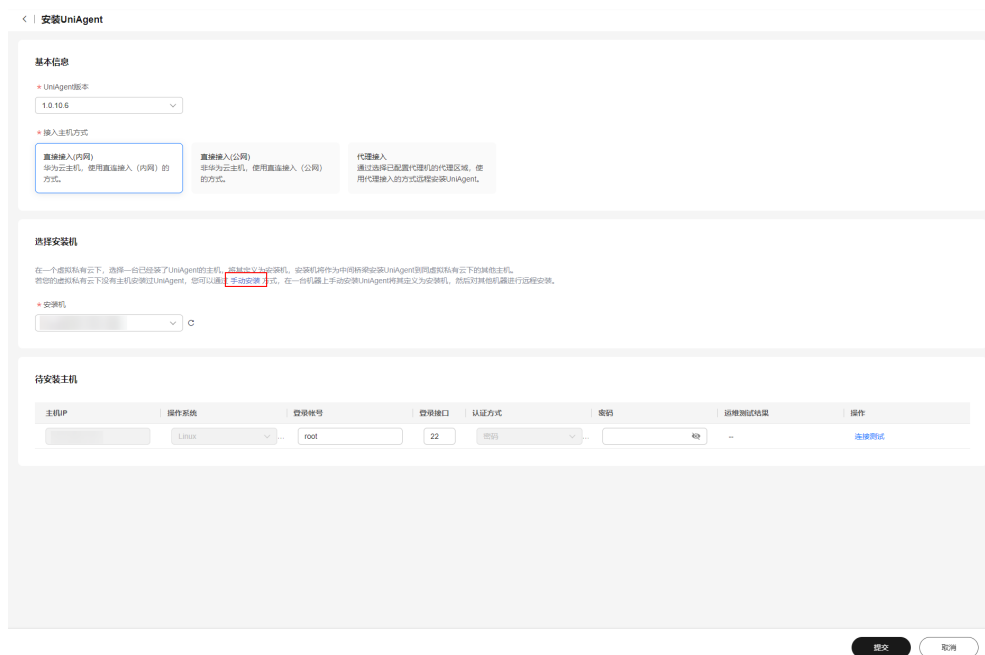 安装UniAgent
基本信息
* UniAgent版本
1.0.10.6
* 接入主机方式
直接接入(内网)
华为云主机，使用直连接入（内网）的
方式。
直接接入(公网)
非华为云主机，使用直连接入（公网）
的方式。
代理接入
通过选择已配置代理机的代理区域，使
用代理接入的方式远程安装UniAgent。
选择安装机
在一个虚拟私有云下，选择一台已经装了UniAgent的主机，将其定义为安装机，安装机将作为中间桥梁安装UniAgent到同虚拟私有云下的其他主机。
若您的虚拟私有云下没有主机安装过UniAgent，您可以通过 手动安装 方式，在一台机器上手动安装UniAgent将其定义为安装机，然后对其他机器进行远程安装。
* 安装机
待安装主机
主机IP 操作系统 登录帐号 登录接口 认证方式 密码 运维测试结果 操作
Linux ... root 22 密码 ... -- 连接测试
提交 取消